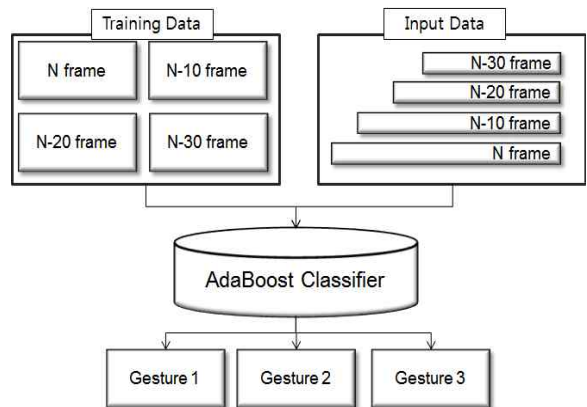 Training Data
N frame
N-10 frame
N-20 frame
N-30 frame
Input Data
N-30 frame
N-20 frame
N-10 frame
N frame
AdaBoost Classifier
Gesture 1
Gesture 2
Gesture 3